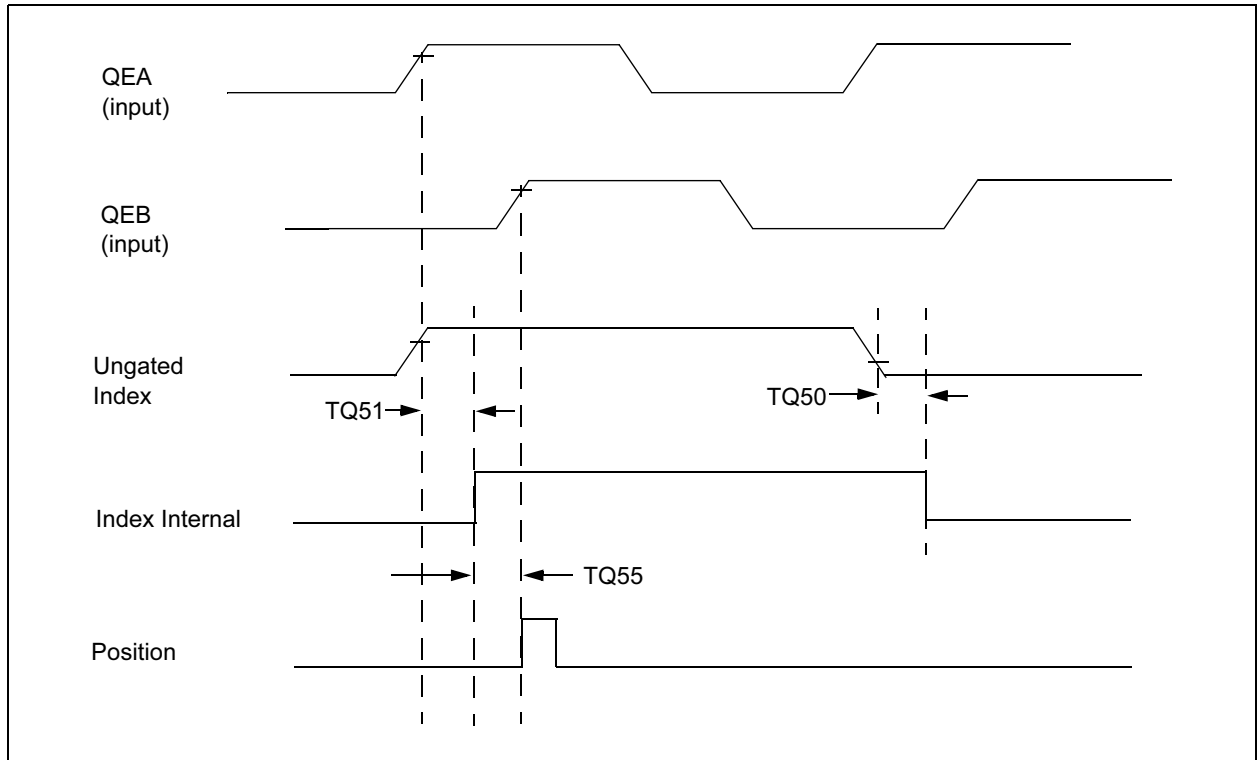 QEA
(input)
QEB
(input)
Ungated
Index
TQ51
TQ50
Index Internal
TQ55
Position